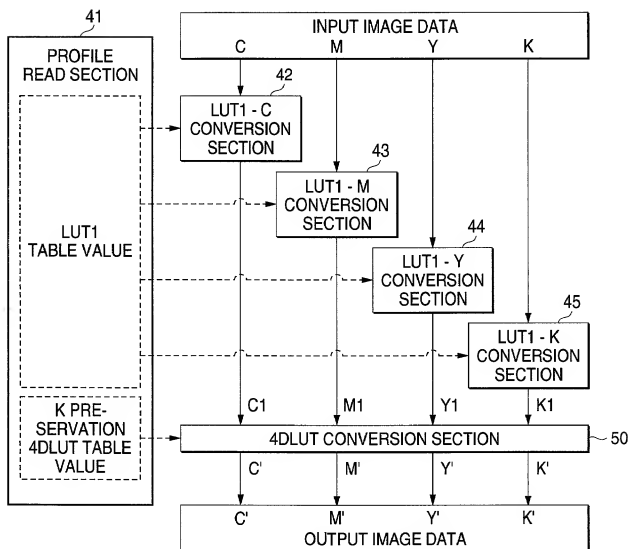 41
PROFILE
READ SECTION
LUT1
TABLE VALUE
K PRE-
SERVATION
4DLUT TABLE
VALUE
INPUT IMAGE DATA
C M Y K
42
LUT1 - C
CONVERSION
SECTION
43
LUT1 - M
CONVERSION
SECTION
44
LUT1 - Y
CONVERSION
SECTION
45
LUT1 - K
CONVERSION
SECTION
C1 M1 Y1 K1
4DLUT CONVERSION SECTION
50
C' M' Y' K'
C' M' Y' K'
OUTPUT IMAGE DATA